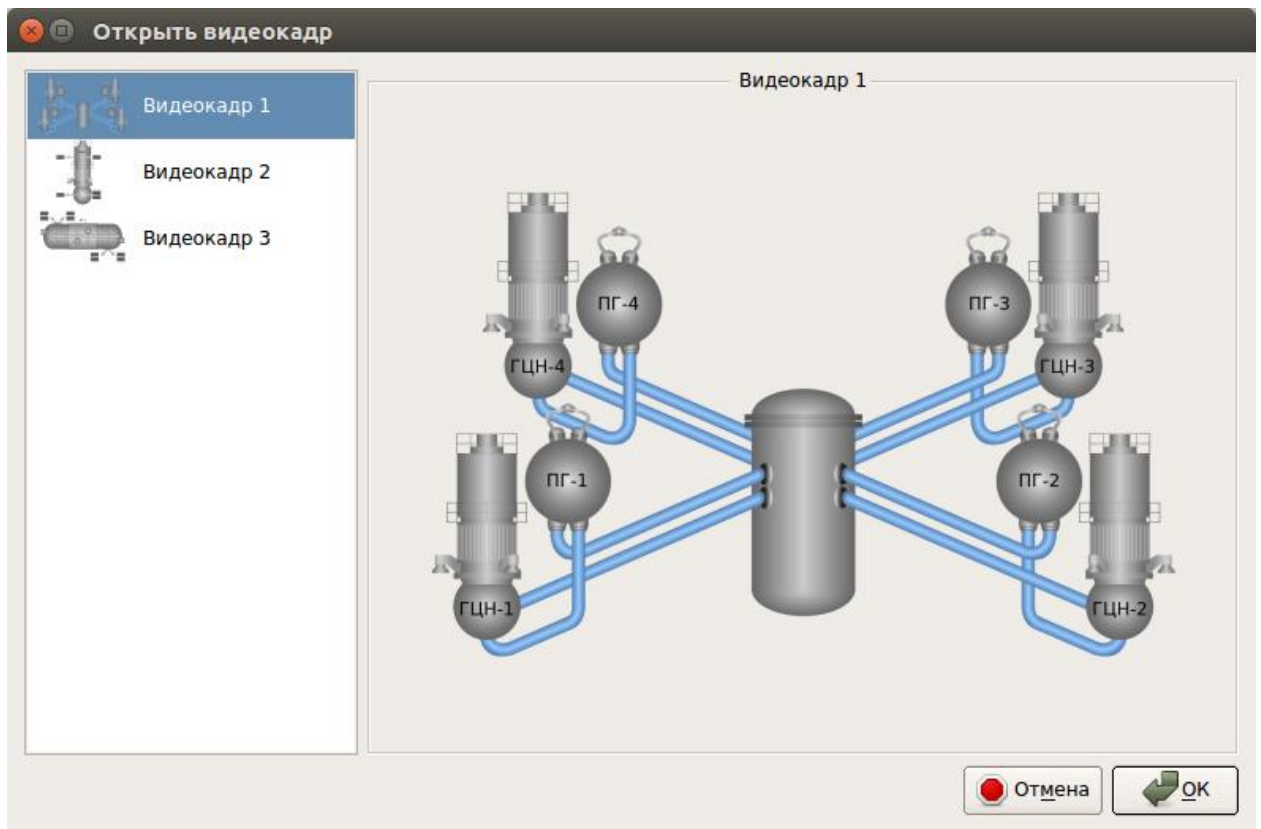 Открыть видеокадр
Видеокадр 1
Видеокадр 2
Видеокадр 3
Видеокадр 1
ПГ-4
ПГ-3
ГЦН-4
ГЦН-3
ПГ-1
ПГ-2
ГЦН-1
ГЦН-2
Отмена
ОК